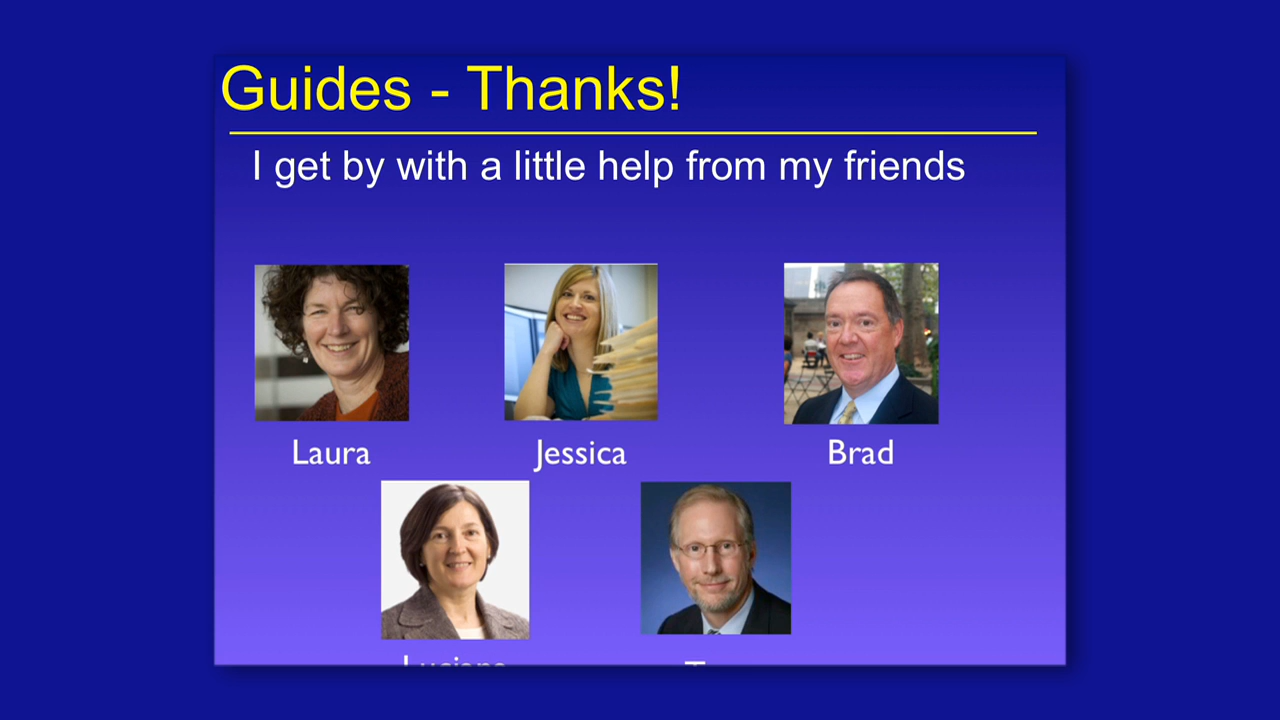 Guides - Thanks!
I get by with a little help from my friends
Laura
Jessica
Brad